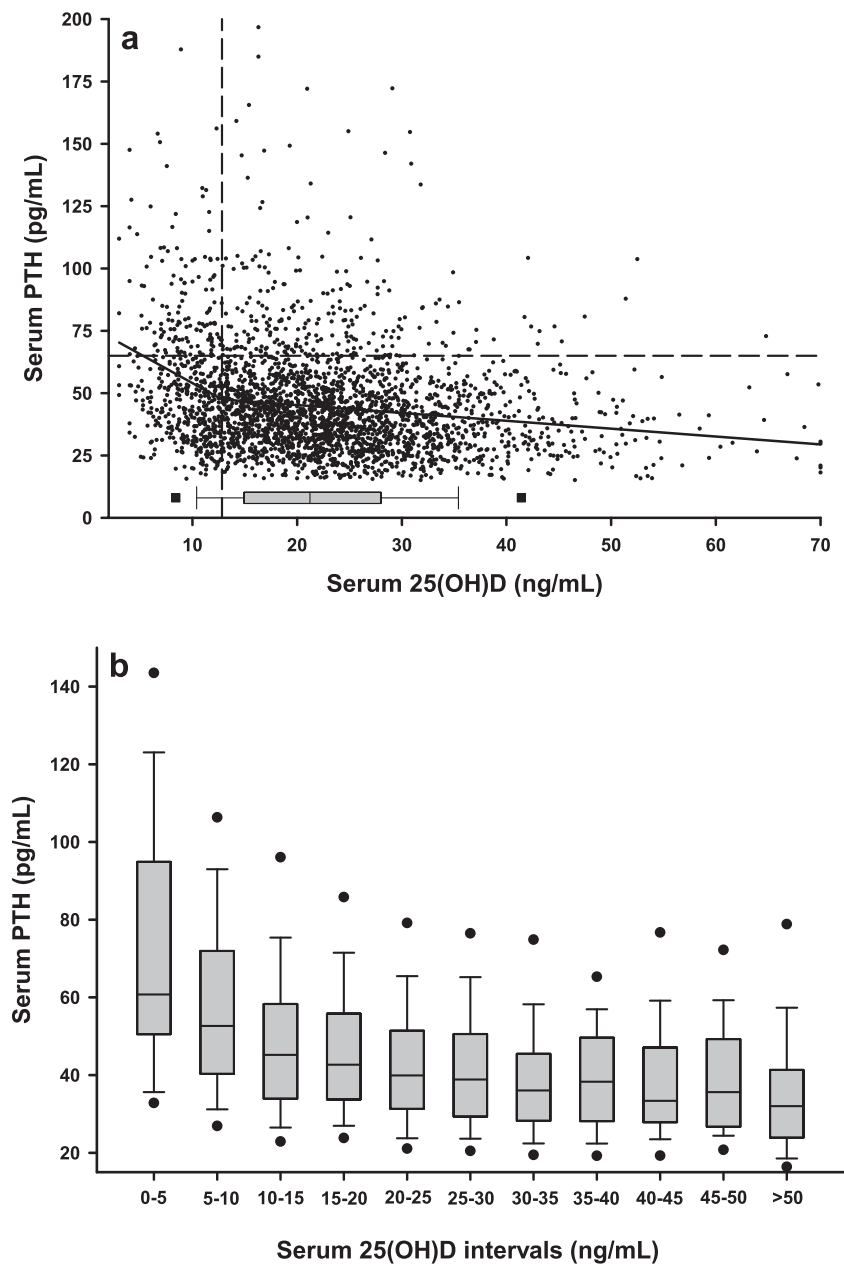 a
200
175
150
125
100
75
50
25
0
Serum PTH (pg/mL)
10 20 30 40 50 60 70
Serum 25(OH)D (ng/mL)
b
140
120
100
80
60
40
20
Serum PTH (pg/mL)
0-5 5-10 10-15 15-20 20-25 25-30 30-35 35-40 40-45 45-50 >50
Serum 25(OH)D intervals (ng/mL)